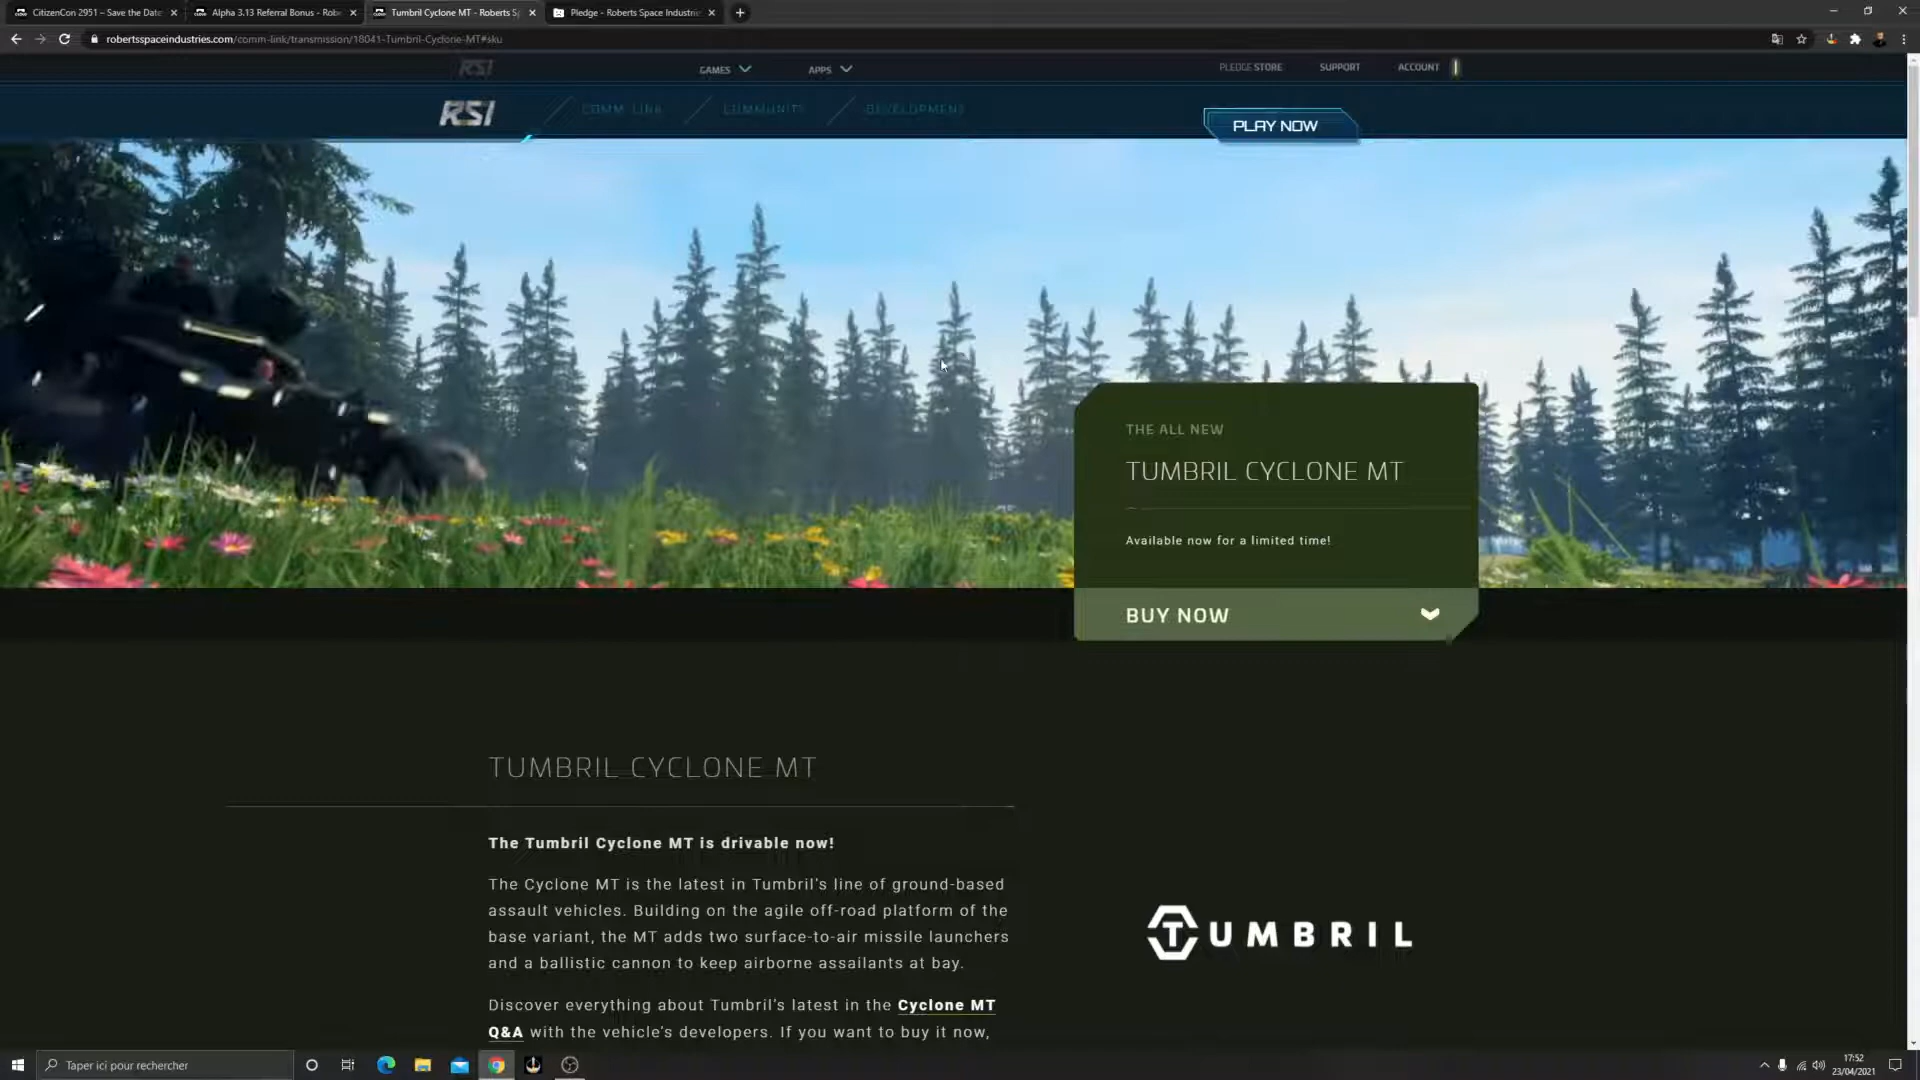 CitizenCon 2951 – Save the Date
Alpha 3.13 Referral Bonus - Rob
Tumbril Cyclone MT - Roberts Sp
Pledge - Roberts Space Industrie
robertsspaceindustries.com/comm-link/transmission/18041-Tumbril-Cyclone-MT#sku
RSI
GAMES
APPS
PLEDGE STORE
SUPPORT
ACCOUNT
RSI
COMM-LINK
COMMUNITY
DEVELOPMENT
PLAY NOW
THE ALL NEW
TUMBRIL CYCLONE MT
Available now for a limited time!
BUY NOW
TUMBRIL CYCLONE MT
The Tumbril Cyclone MT is drivable now!
The Cyclone MT is the latest in Tumbril's line of ground-based
assault vehicles. Building on the agile off-road platform of the
base variant, the MT adds two surface-to-air missile launchers
and a ballistic cannon to keep airborne assailants at bay.
TUMBRIL
Discover everything about Tumbril's latest in the Cyclone MT
Q&A with the vehicle's developers. If you want to buy it now,
Taper ici pour rechercher
17:52
23/04/2021